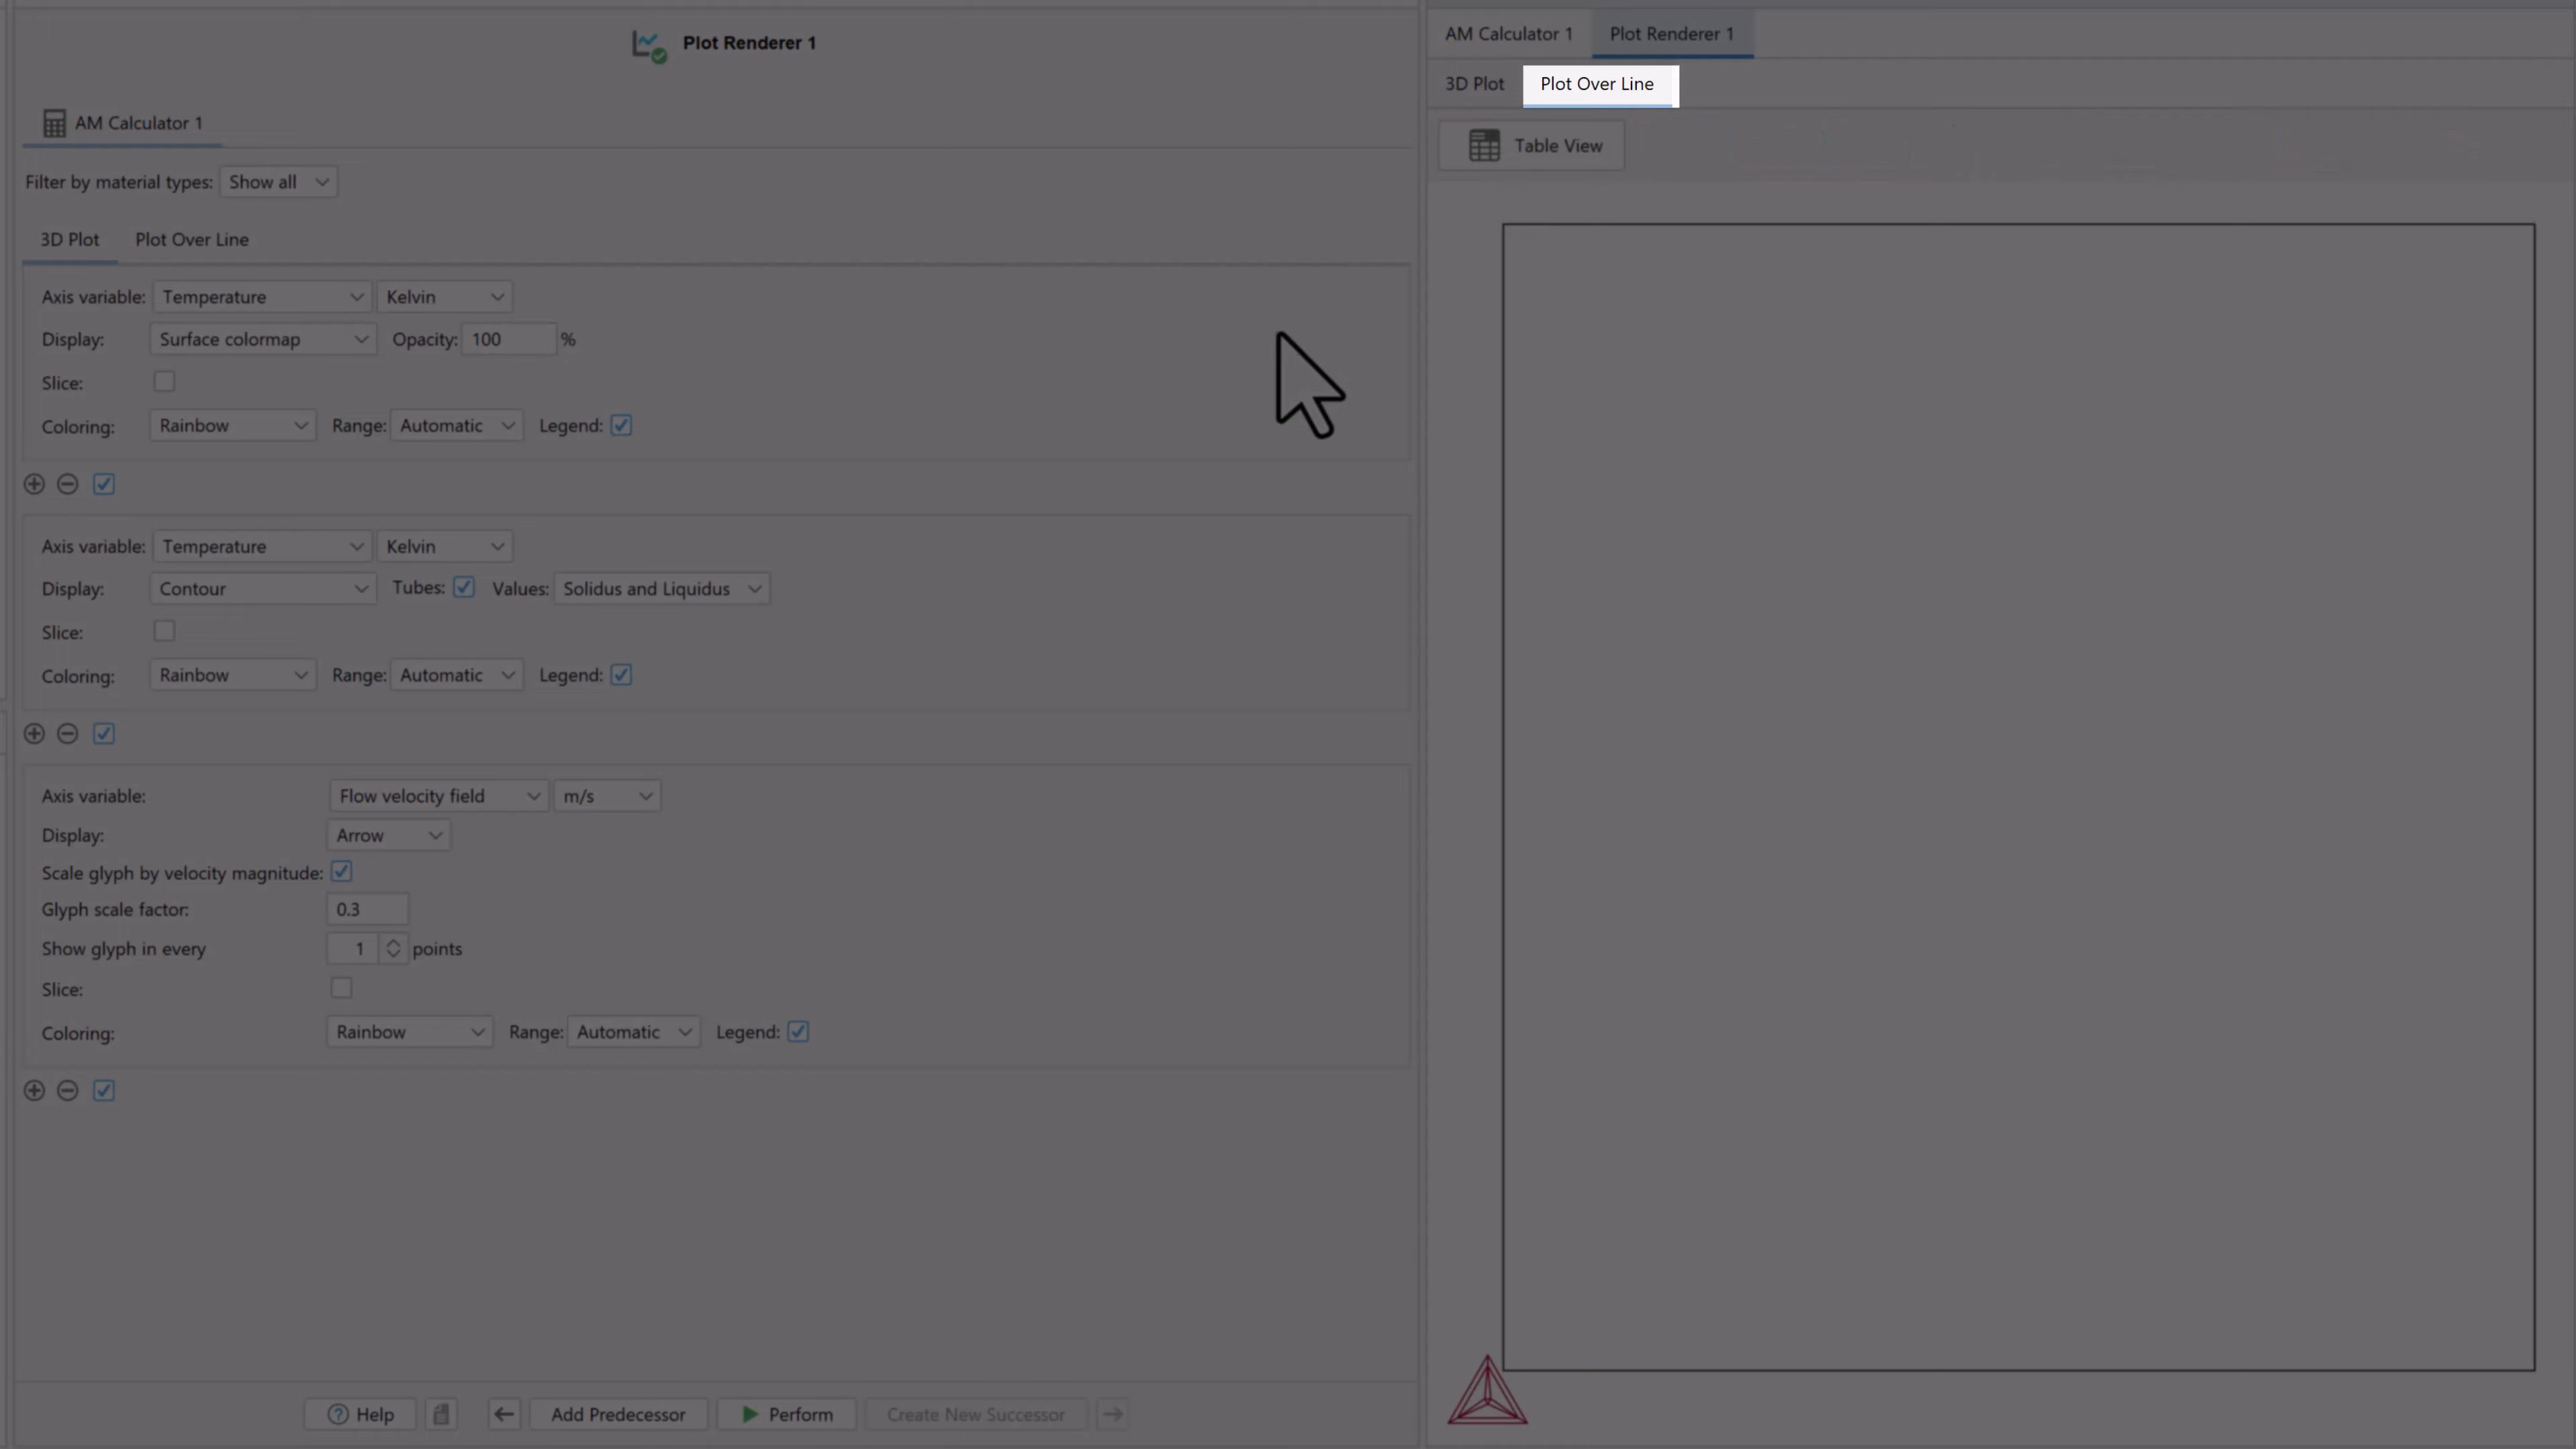 Plot Renderer 1
AM Calculator 1
Filter by material types: Show all
3D Plot Plot Over Line
Axis variable: Temperature Kelvin
Display: Surface colormap Opacity: 100 %
Slice:
Coloring: Rainbow Range: Automatic Legend:
Axis variable: Temperature Kelvin
Display: Contour Tubes: Values: Solidus and Liquidus
Slice:
Coloring: Rainbow Range: Automatic Legend:
Axis variable: Flow velocity field m/s
Display: Arrow
Scale glyph by velocity magnitude:
Glyph scale factor: 0.3
Show glyph in every 1 points
Slice:
Coloring: Rainbow Range: Automatic Legend:
Help Add Predecessor Perform Create New Successor
AM Calculator 1 Plot Renderer 1
3D Plot Plot Over Line
Table View